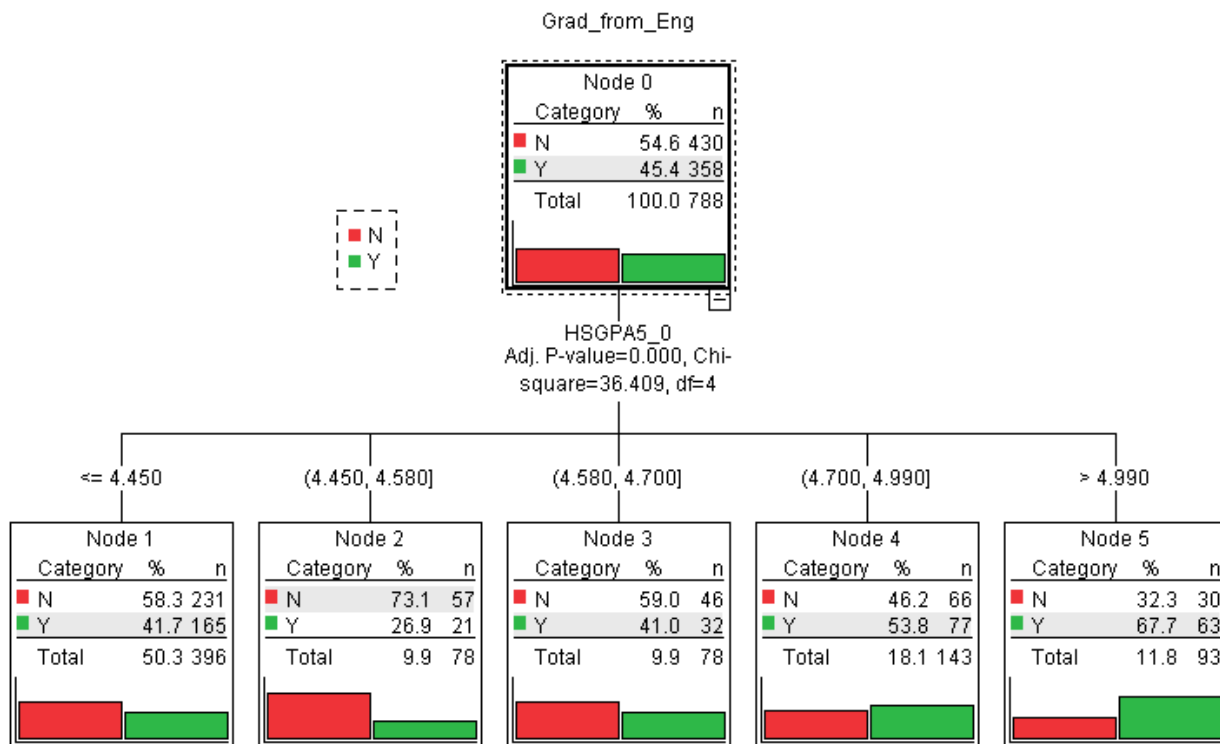 Grad_from_Eng
Node 0
Category % n
N 54.6 430
Y 45.4 358
Total 100.0 788
N
Y
HSGPA5_0
Adj. P-value=0.000, Chi-
square=36.409, df=4
<= 4.450
(4.450, 4.580]
(4.580, 4.700]
(4.700, 4.990]
> 4.990
Node 1
Category % n
N 58.3 231
Y 41.7 165
Total 50.3 396
Node 2
Category % n
N 73.1 57
Y 26.9 21
Total 9.9 78
Node 3
Category % n
N 59.0 46
Y 41.0 32
Total 9.9 78
Node 4
Category % n
N 46.2 66
Y 53.8 77
Total 18.1 143
Node 5
Category % n
N 32.3 30
Y 67.7 63
Total 11.8 93